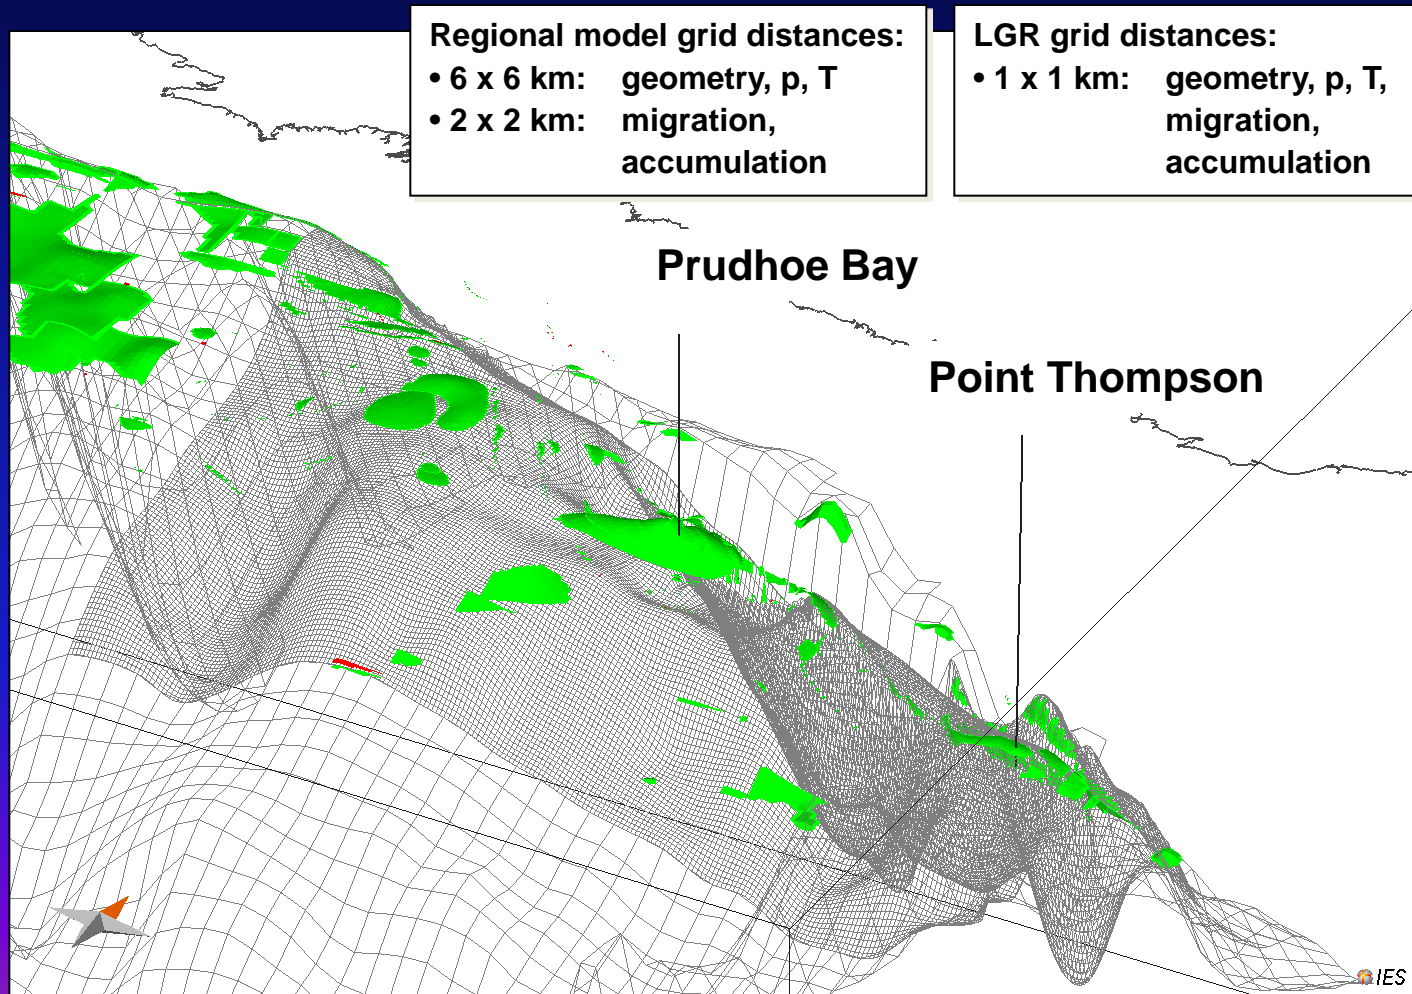 Regional model grid distances:
• 6 x 6 km: geometry, p, T
• 2 x 2 km: migration,
accumulation
LGR grid distances:
• 1 x 1 km: geometry, p, T,
migration,
accumulation
Prudhoe Bay
Point Thompson
IES